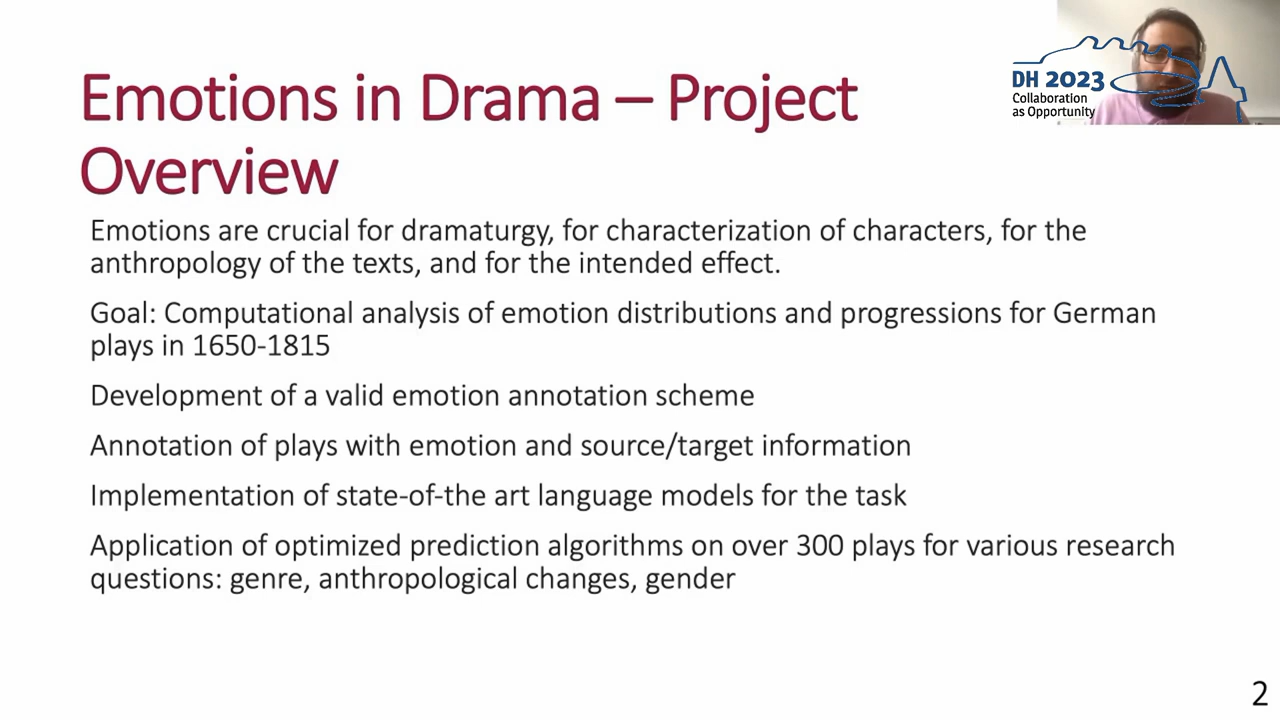 DH 2023
Collaboration
as Opportunity
Emotions in Drama – Project
Overview
Emotions are crucial for dramaturgy, for characterization of characters, for the
anthropology of the texts, and for the intended effect.
Goal: Computational analysis of emotion distributions and progressions for German
plays in 1650-1815
Development of a valid emotion annotation scheme
Annotation of plays with emotion and source/target information
Implementation of state-of-the art language models for the task
Application of optimized prediction algorithms on over 300 plays for various research
questions: genre, anthropological changes, gender
2